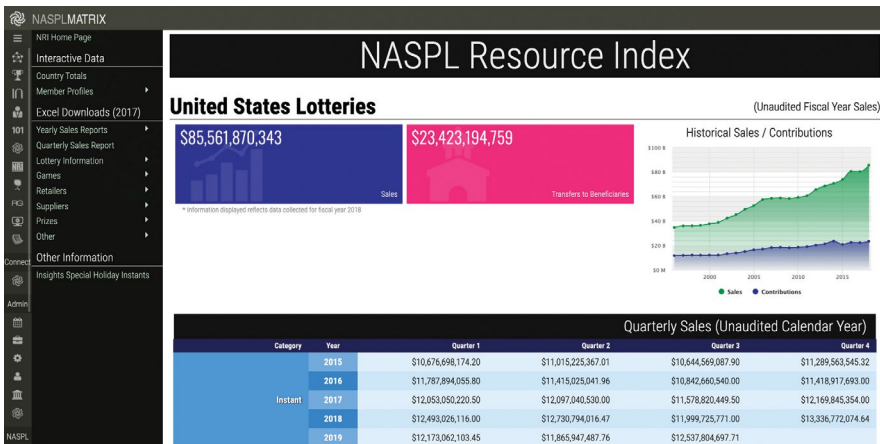 NASPLMATRIX
NRI Home Page
Interactive Data
Country Totals
Member Profiles
Excel Downloads (2017)
Yearly Sales Reports
Quarterly Sales Report
Lottery Information
Games
Retailers
Suppliers
Prizes
Other
Other Information
Insights Special Holiday Instants
101
NRI
RG
Connect
Admin
NASPL
NASPL Resource Index
United States Lotteries
(Unaudited Fiscal Year Sales)
$85,561,870,343
Sales
$23,423,194,759
Transfers to Beneficiaries
* Information displayed reflects data collected for fiscal year 2018
Historical Sales / Contributions
$100 B
$80 B
$60 B
$40 B
$20 B
$0 M
2000 2005 2010 2015
Sales Contributions
Quarterly Sales (Unaudited Calendar Year)
Category Year Quarter 1 Quarter 2 Quarter 3 Quarter 4
2015 $10,676,698,174.20 $11,015,225,367.01 $10,644,569,087.90 $11,289,563,545.32
2016 $11,787,894,055.80 $11,415,025,041.96 $10,842,660,540.00 $11,418,917,693.00
Instant 2017 $12,053,050,220.50 $12,097,040,530.00 $11,578,820,449.50 $12,169,845,354.00
2018 $12,493,026,116.00 $12,730,794,016.47 $11,999,725,771.00 $13,336,772,074.64
2019 $12,173,062,103.45 $11,865,947,487.76 $12,537,804,697.71